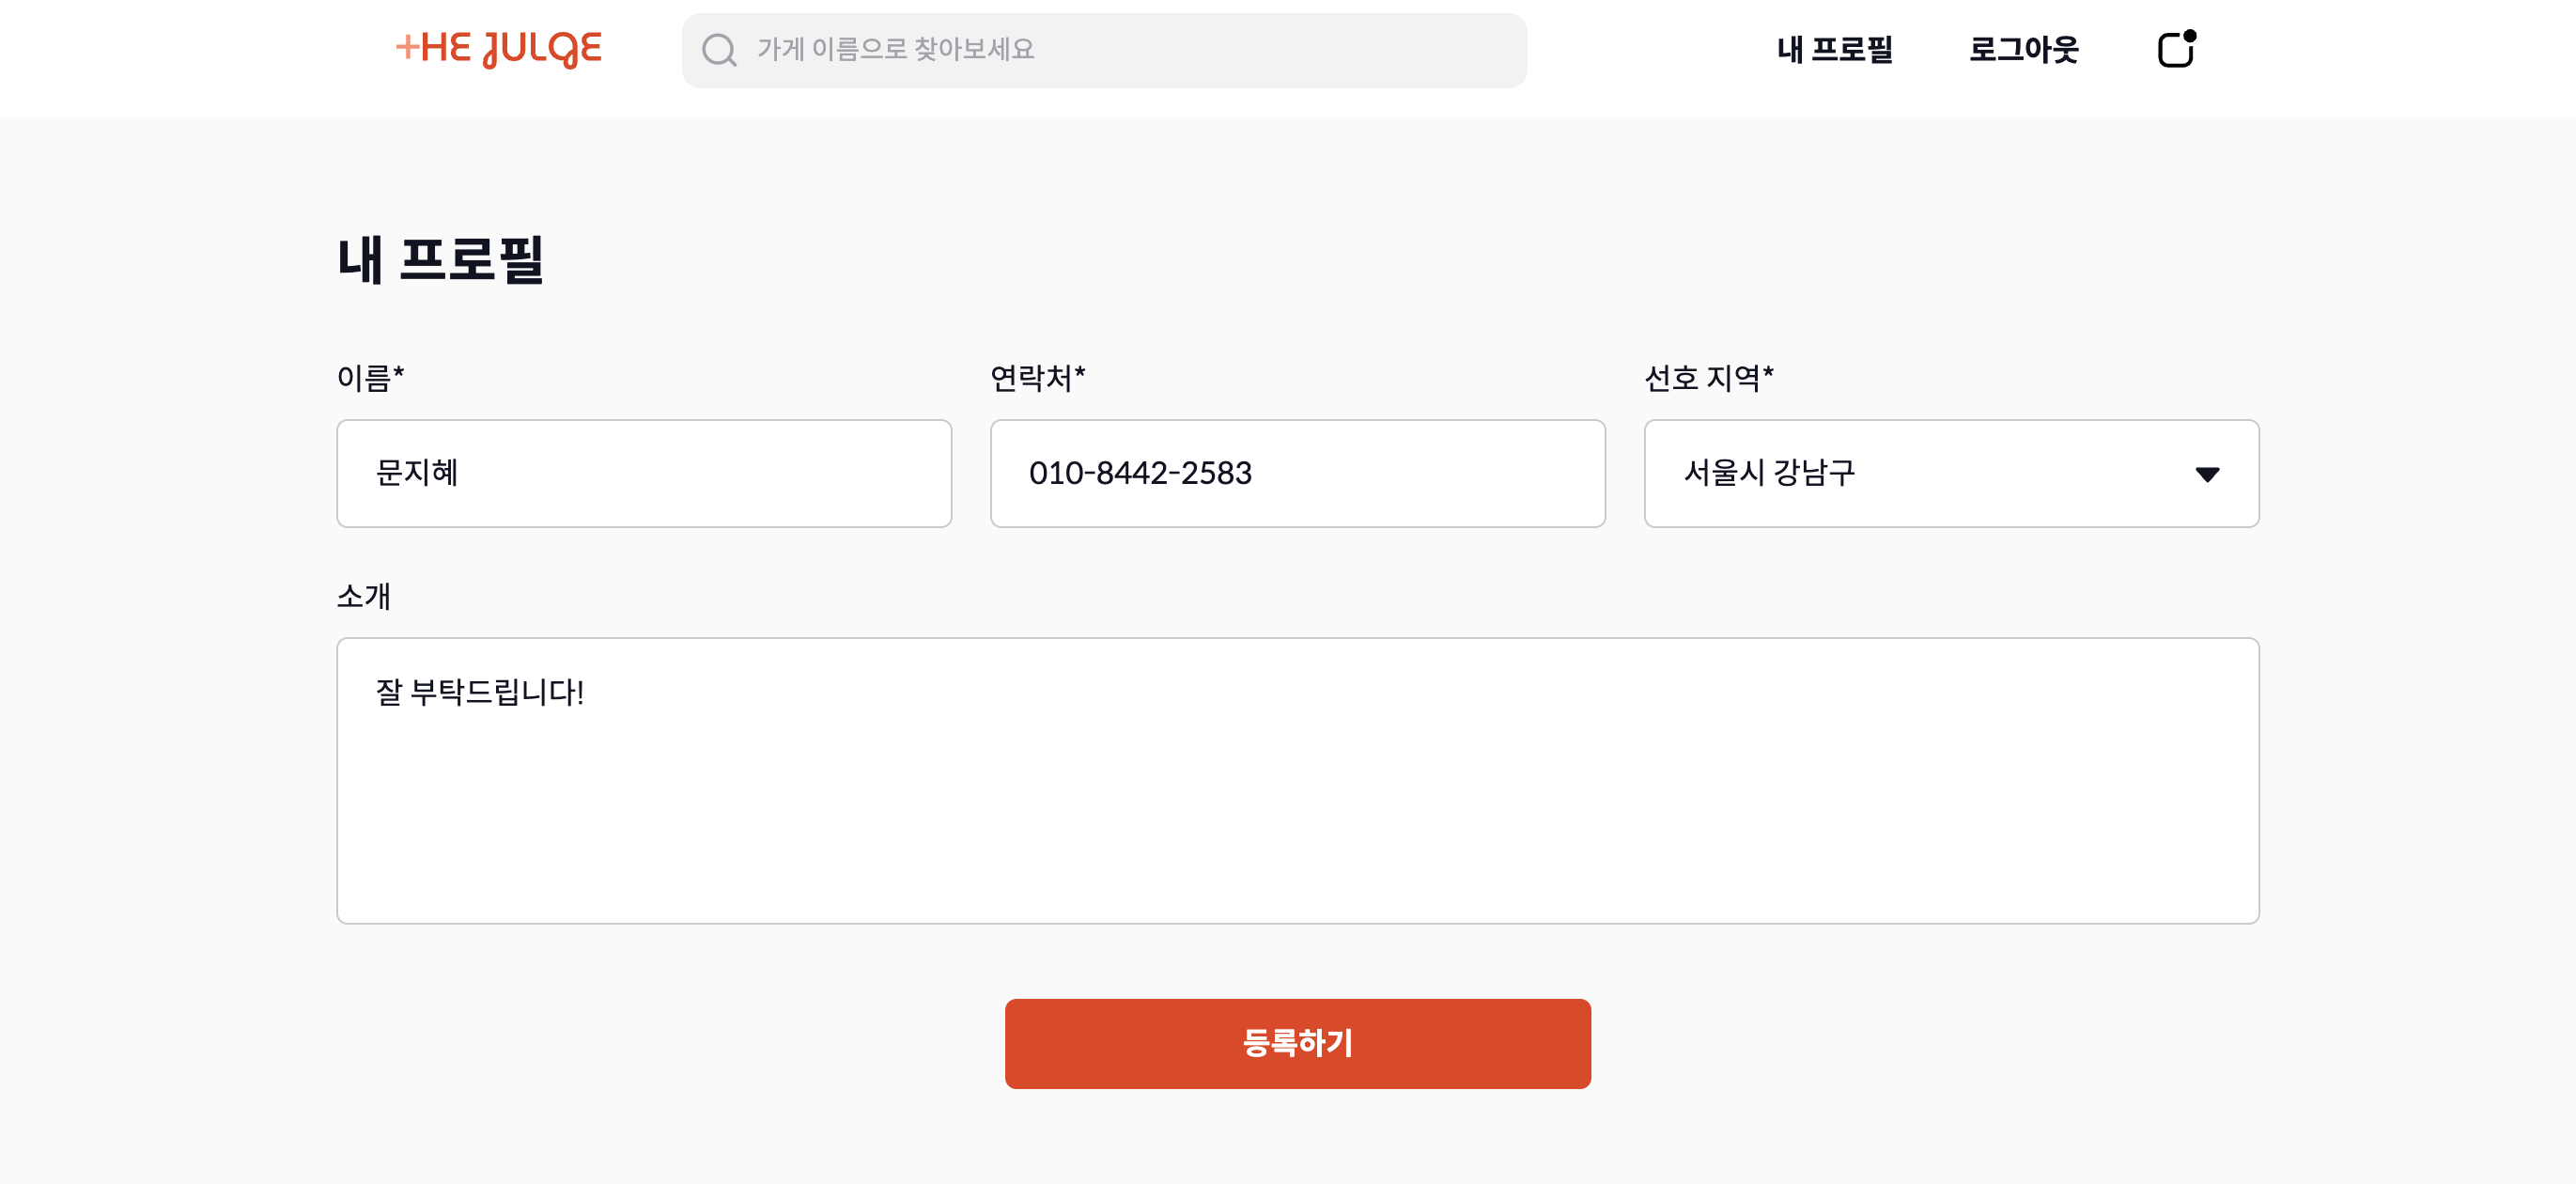 +HE JULGE
가게 이름으로 찾아보세요
내 프로필
로그아웃
내 프로필
이름*
연락처*
선호 지역*
문지혜
010-8442-2583
서울시 강남구
소개
잘 부탁드립니다!
등록하기